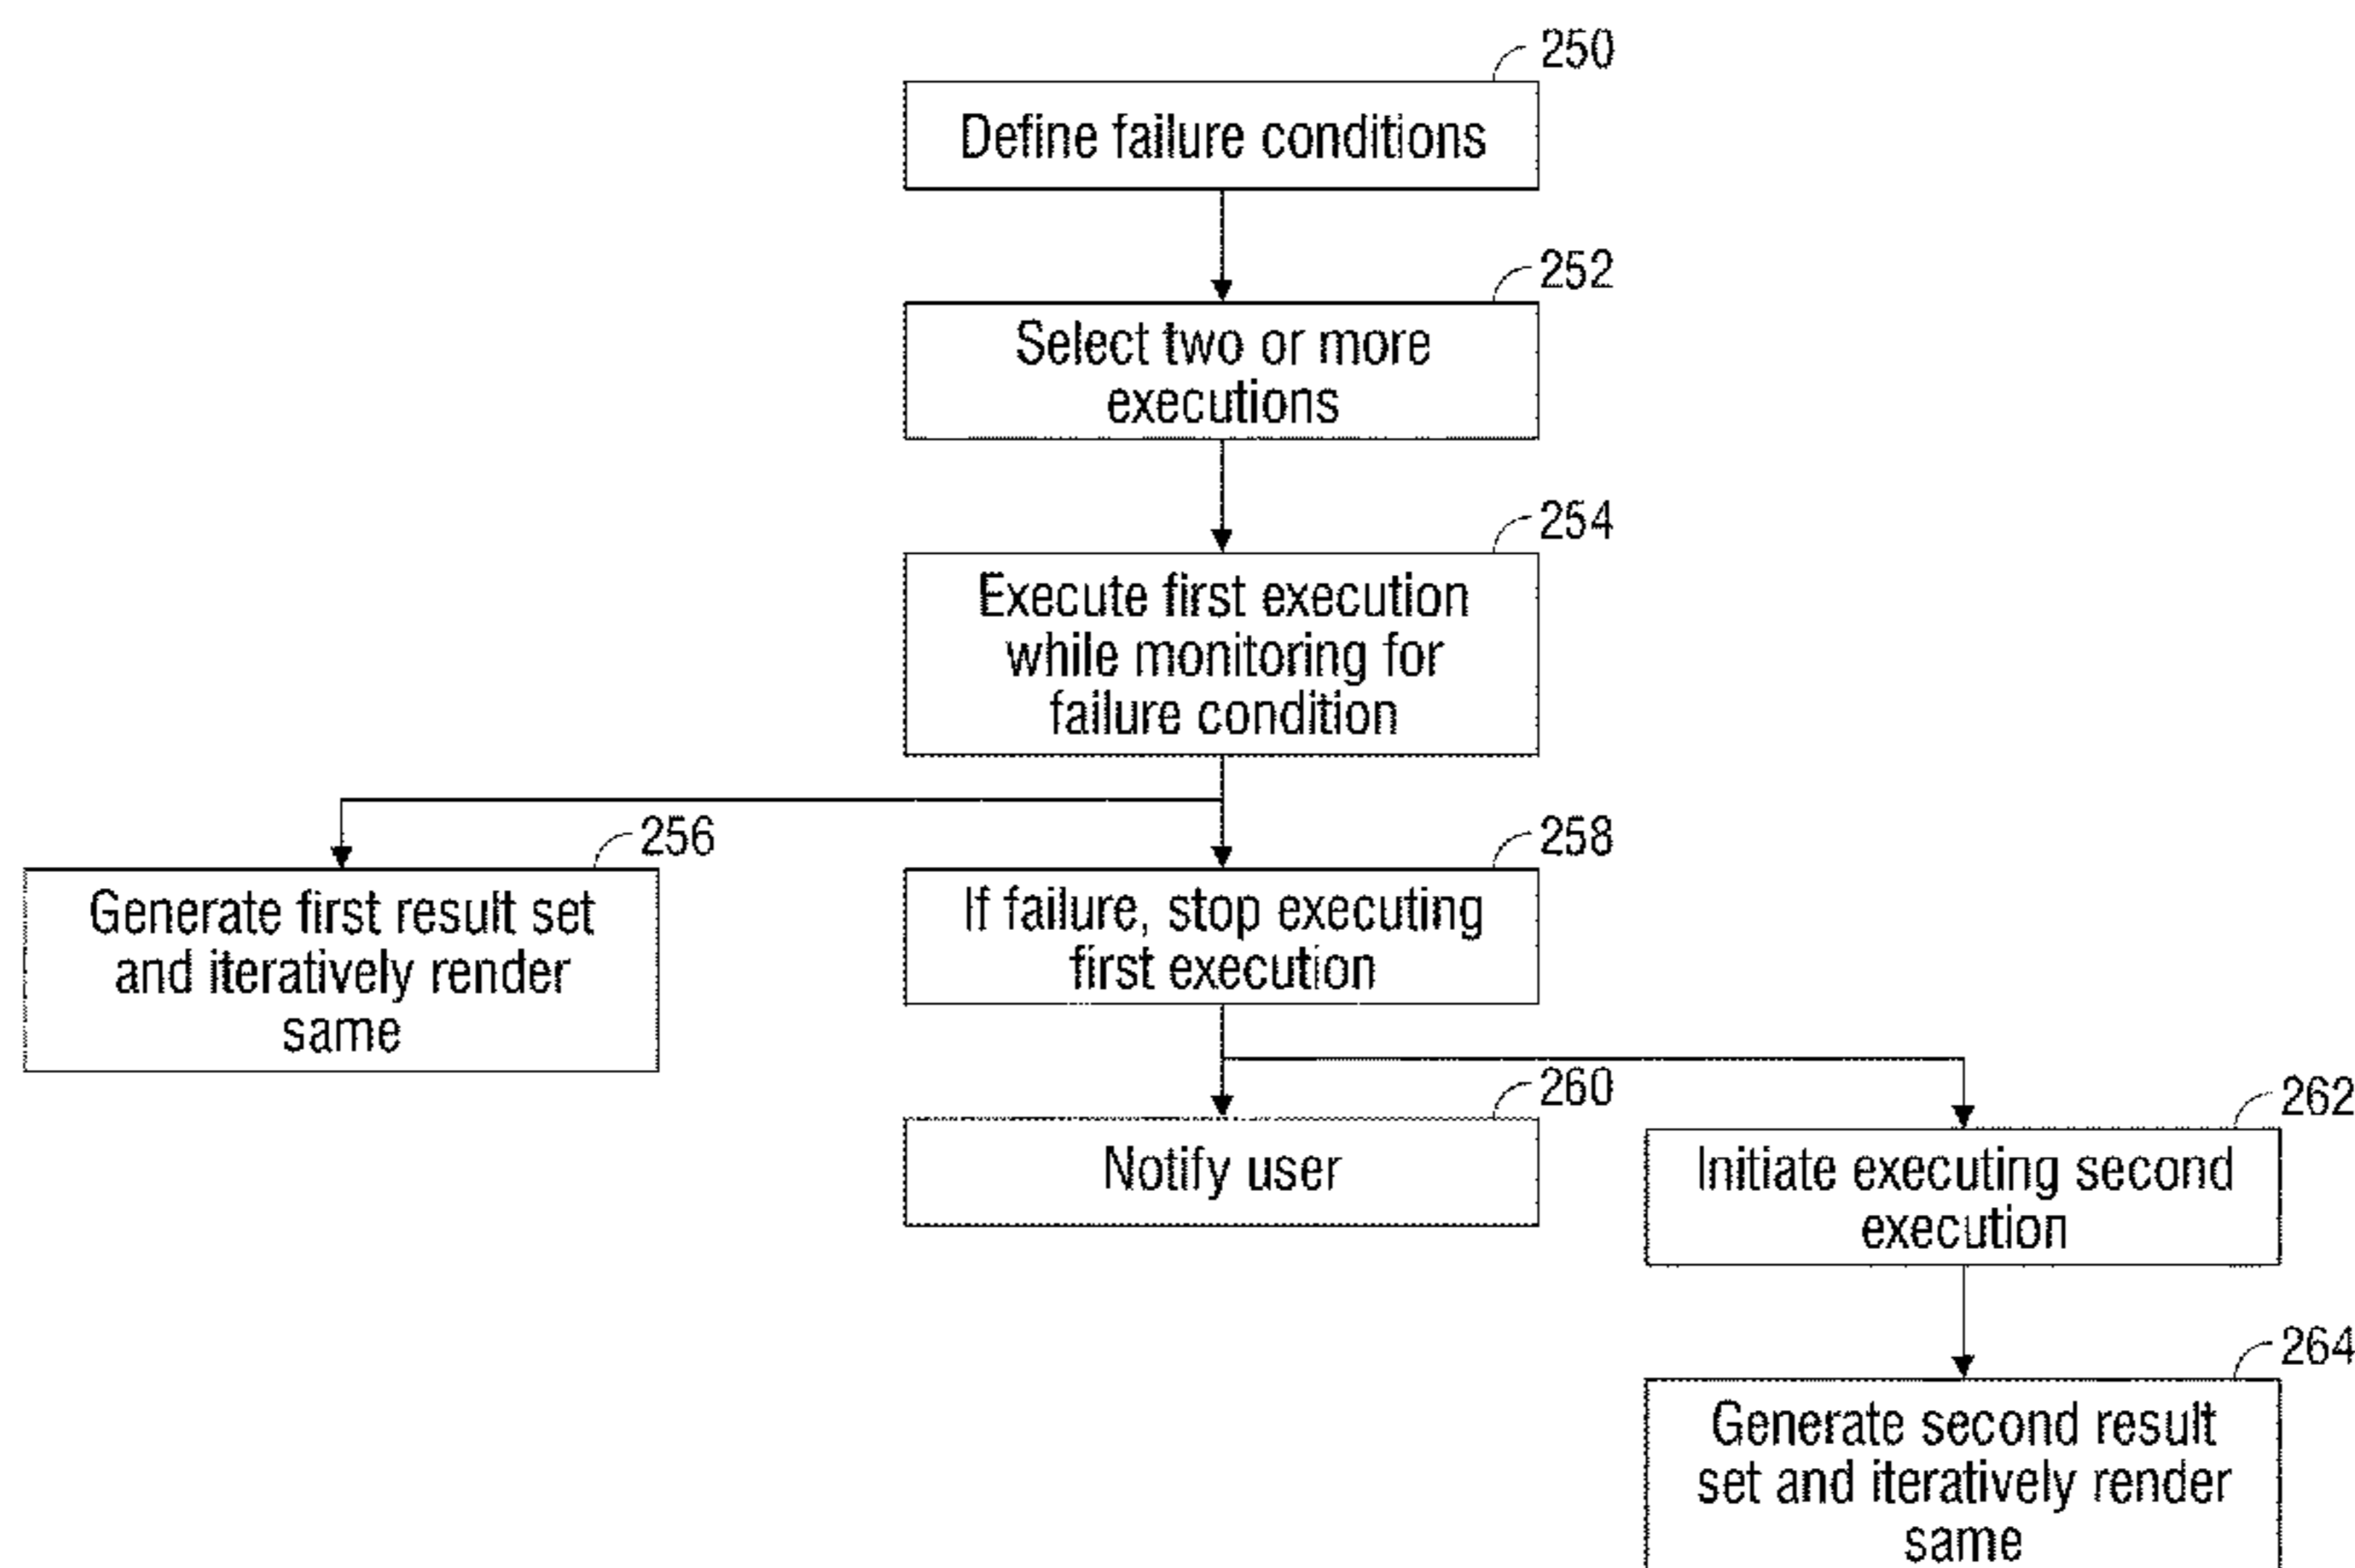 250
Define failure conditions
252
Select two or more
executions
254
Execute first execution
while monitoring for
failure condition
256
Generate first result set
and iteratively render
same
258
If failure, stop executing
first execution
260
Notify user
262
Initiate executing second
execution
264
Generate second result
set and iteratively render
same